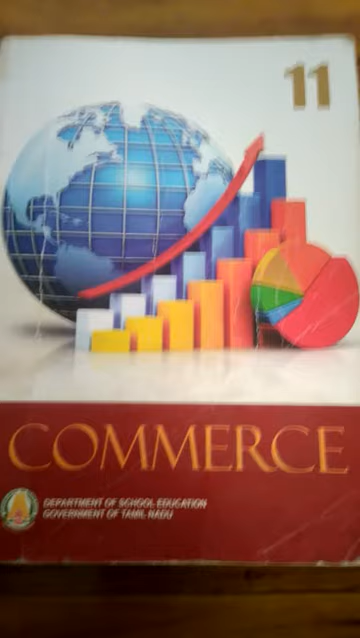 11
COMMERCE
DEPARTMENT OF SCHOOL EDUCATION
GOVERNMENT OF TAMIL NADU